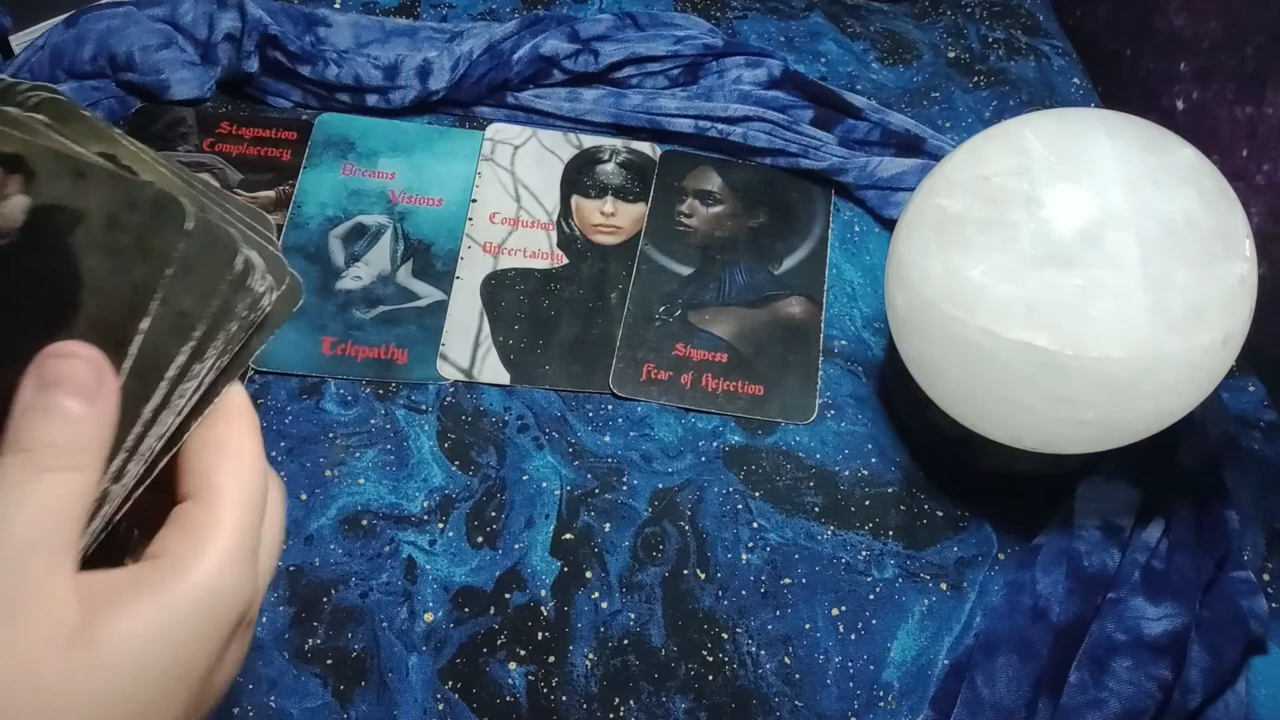 Stagnation
Complacency
Dreams
Visions
Telepathy
Confusion
Uncertainty
Shyness
Fear of Rejection